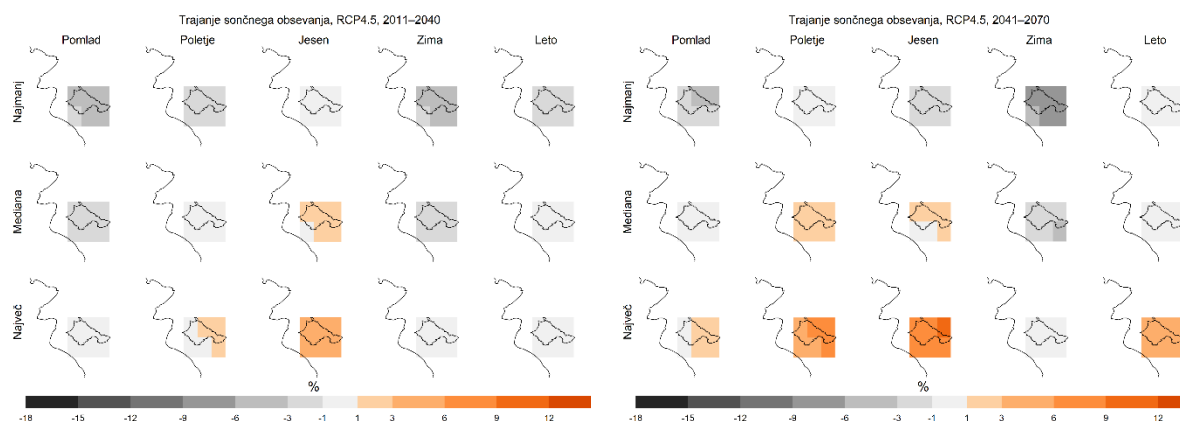 Trajanje sončnega obsevanja, RCP4.5, 2011–2040
Pomlad Poletje Jesen Zima Leto
Najmanj
Mediana
Največ
%
-18 -15 -12 -9 -6 -3 -1 1 3 6 9 12
Trajanje sončnega obsevanja, RCP4.5, 2041–2070
Pomlad Poletje Jesen Zima Leto
Najmanj
Mediana
Največ
%
-18 -15 -12 -9 -6 -3 -1 1 3 6 9 12